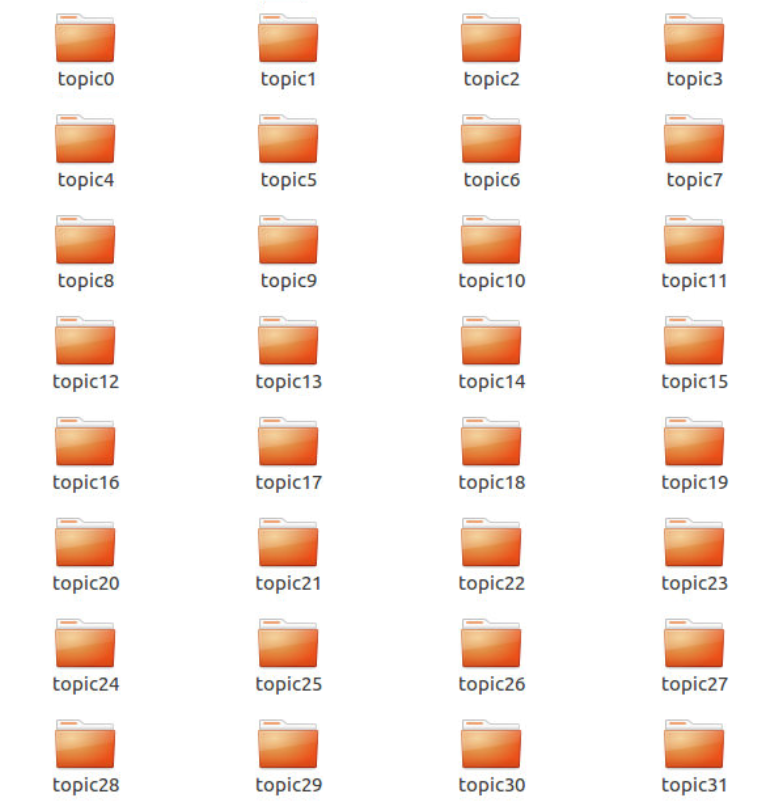 topic0 topic1 topic2 topic3
topic4 topic5 topic6 topic7
topic8 topic9 topic10 topic11
topic12 topic13 topic14 topic15
topic16 topic17 topic18 topic19
topic20 topic21 topic22 topic23
topic24 topic25 topic26 topic27
topic28 topic29 topic30 topic31